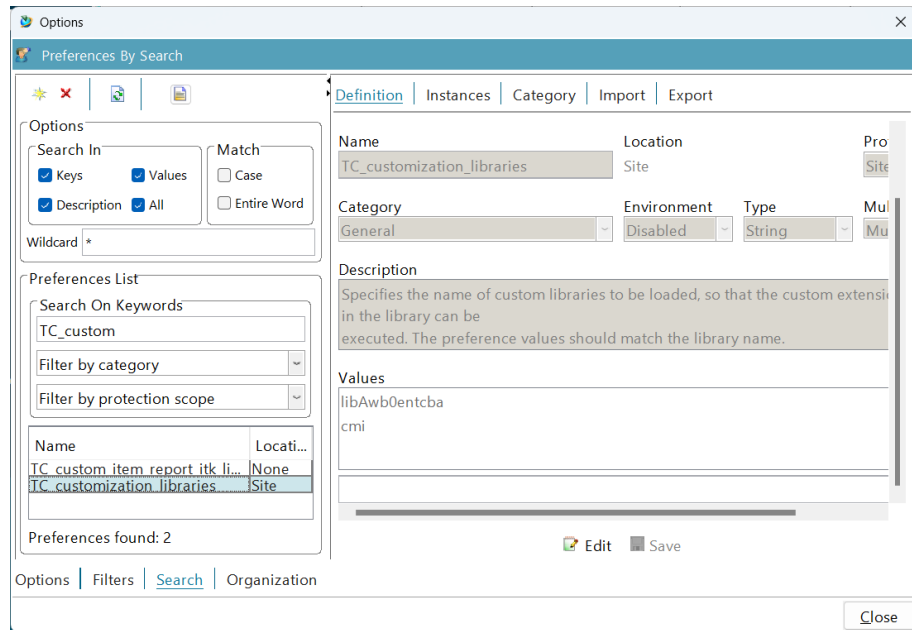 Options
Preferences By Search
Options
Search In
Match
Keys
Values
Case
Description
All
Entire Word
Wildcard *
Preferences List
Search On Keywords
TC_custom
Filter by category
Filter by protection scope
Name Locati...
TC_custom_item_report_itk_li... None
TC_customization_libraries Site
Preferences found: 2
Definition Instances Category Import Export
Name Location Pro
TC_customization_libraries Site Site
Category Environment Type Mul
General Disabled String Mu
Description
Specifies the name of custom libraries to be loaded, so that the custom extensi
in the library can be
executed. The preference values should match the library name.
Values
libAwb0entcba
cmi
Edit Save
Options Filters Search Organization
Close